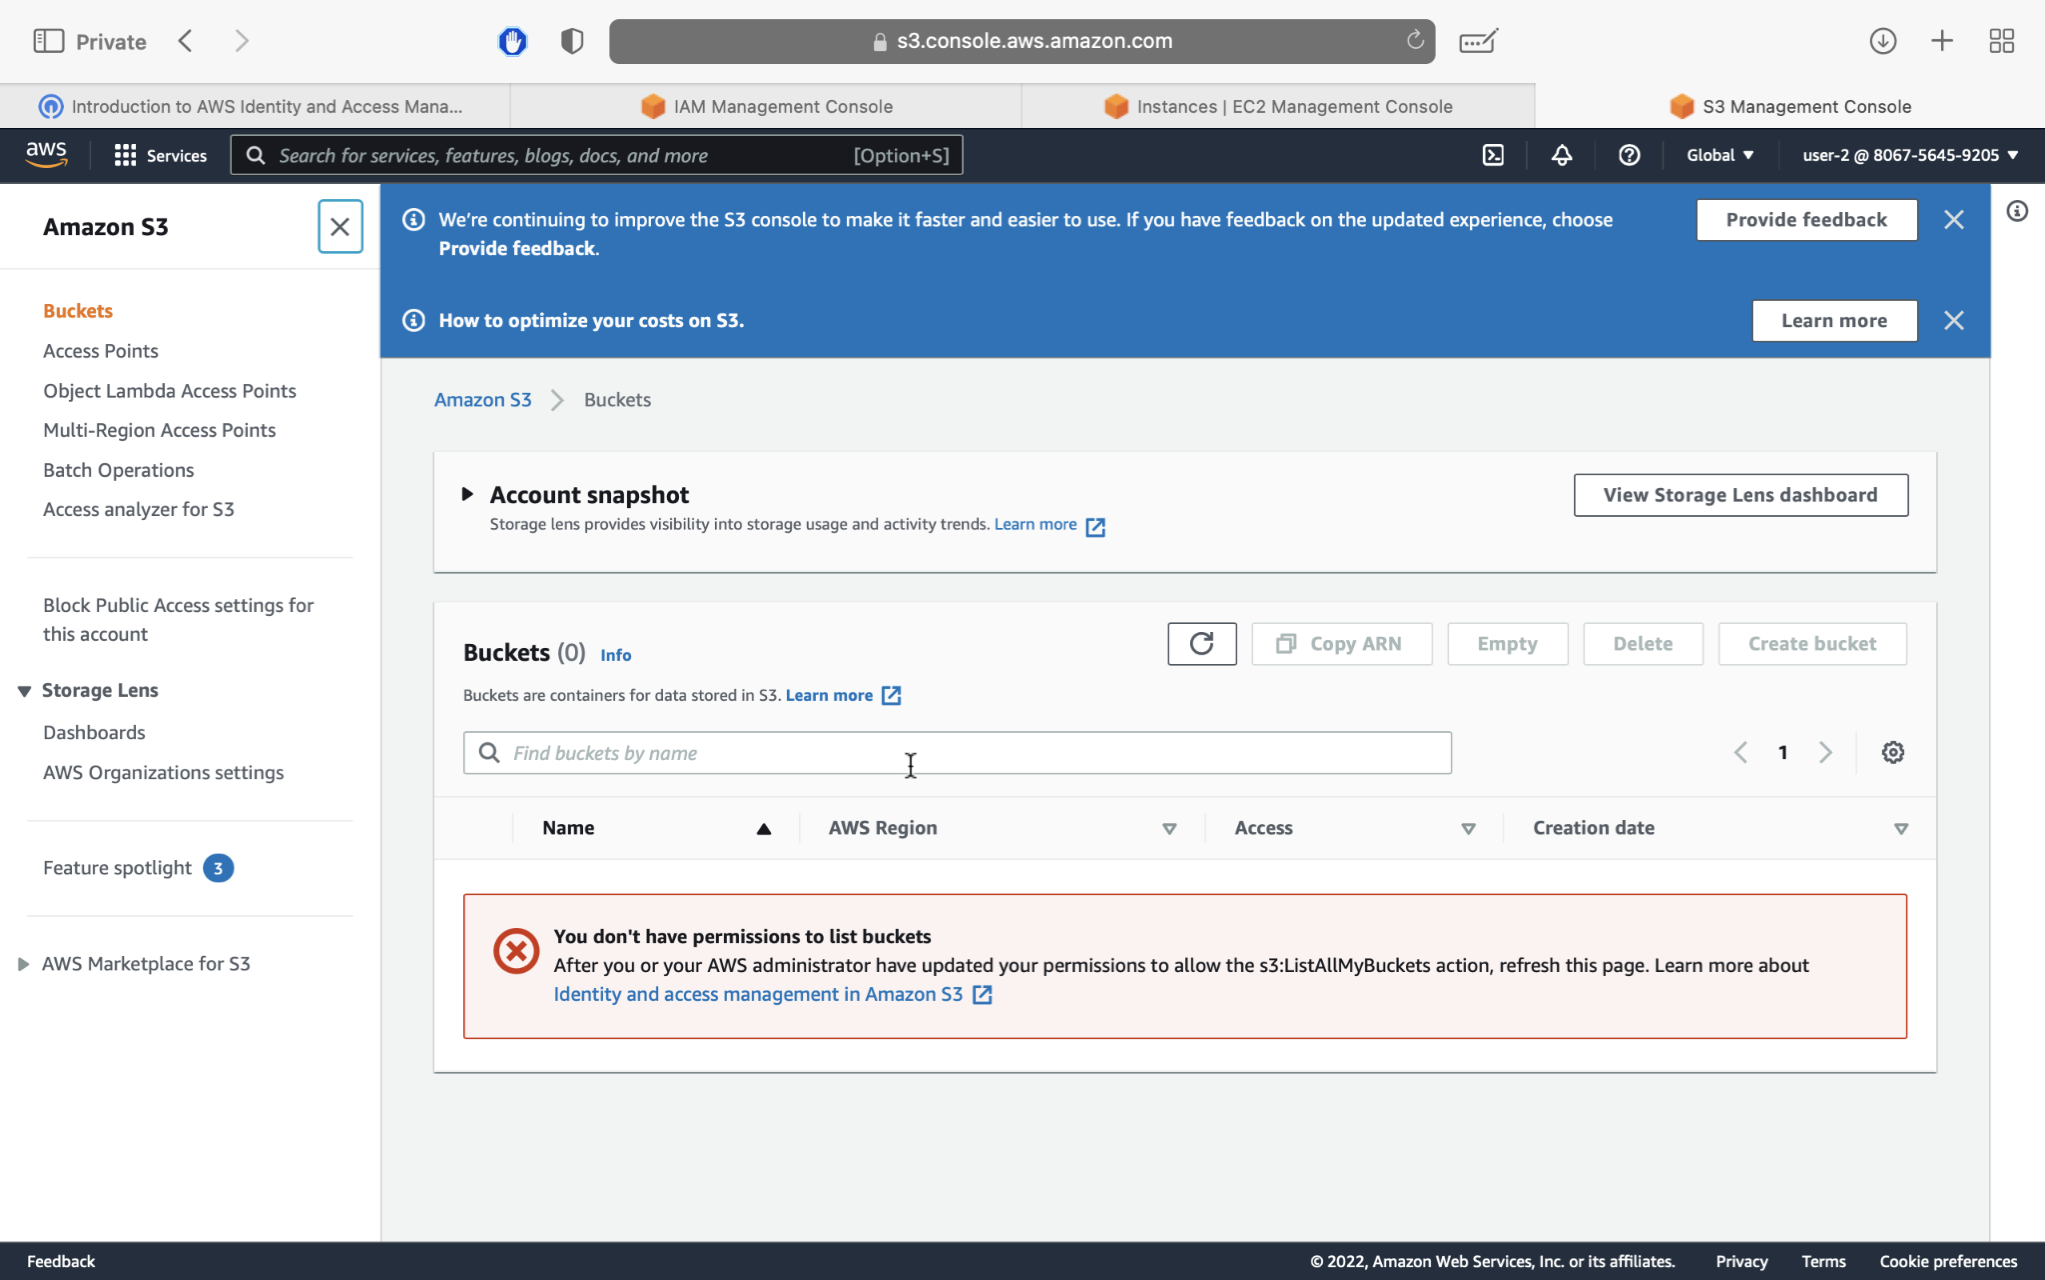 Private
s3.console.aws.amazon.com
Introduction to AWS Identity and Access Mana...
IAM Management Console
Instances | EC2 Management Console
S3 Management Console
aws
Services
Search for services, features, blogs, docs, and more
[Option+S]
Global
user-2 @ 8067-5645-9205
Amazon S3
Buckets
Access Points
Object Lambda Access Points
Multi-Region Access Points
Batch Operations
Access analyzer for S3
Block Public Access settings for
this account
Storage Lens
Dashboards
AWS Organizations settings
Feature spotlight 3
AWS Marketplace for S3
We're continuing to improve the S3 console to make it faster and easier to use. If you have feedback on the updated experience, choose
Provide feedback.
Provide feedback
How to optimize your costs on S3.
Learn more
Amazon S3
Buckets
Account snapshot
Storage lens provides visibility into storage usage and activity trends. Learn more
View Storage Lens dashboard
Buckets (0) Info
Copy ARN
Empty
Delete
Create bucket
Buckets are containers for data stored in S3. Learn more
Find buckets by name
1
Name
AWS Region
Access
Creation date
You don't have permissions to list buckets
After you or your AWS administrator have updated your permissions to allow the s3:ListAllMyBuckets action, refresh this page. Learn more about
Identity and access management in Amazon S3
Feedback
© 2022, Amazon Web Services, Inc. or its affiliates.
Privacy
Terms
Cookie preferences